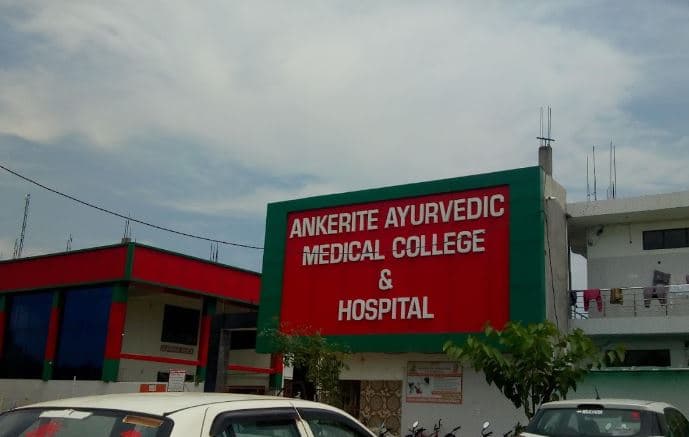 ANKERITE AYURVEDIC
MEDICAL COLLEGE
&
HOSPITAL